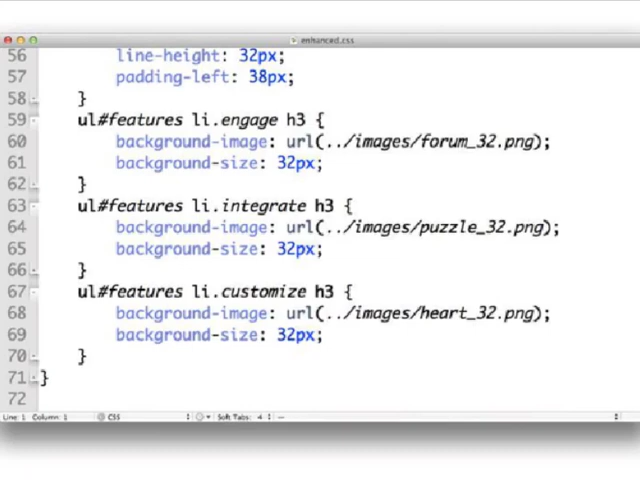 enhanced.css
56 line-height: 32px;
57 padding-left: 38px;
58 }
59 ul#features li.engage h3 {
60 background-image: url(../images/forum_32.png);
61 background-size: 32px;
62 }
63 ul#features li.integrate h3 {
64 background-image: url(../images/puzzle_32.png);
65 background-size: 32px;
66 }
67 ul#features li.customize h3 {
68 background-image: url(../images/heart_32.png);
69 background-size: 32px;
70 }
71 }
72
Line: 1 Column: 1 CSS Soft Tabs: 4 —